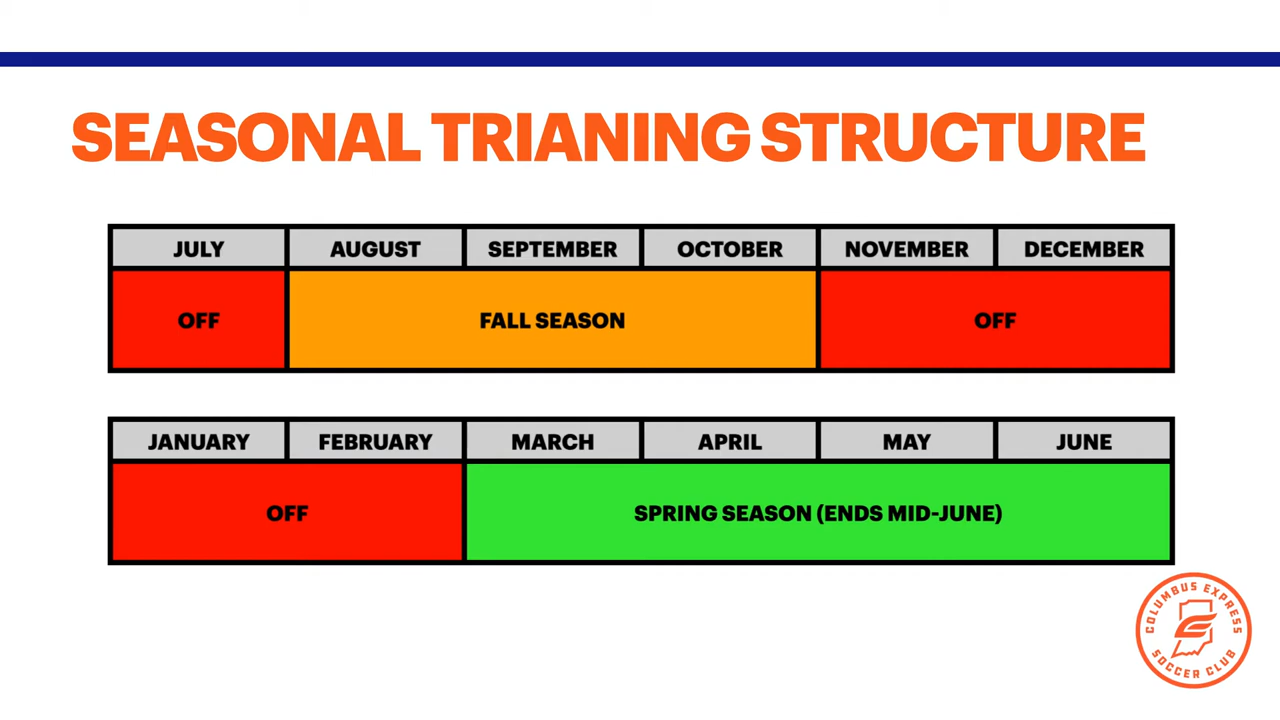 SEASONAL TRIANING STRUCTURE
JULY AUGUST SEPTEMBER OCTOBER NOVEMBER DECEMBER
OFF FALL SEASON OFF
JANUARY FEBRUARY MARCH APRIL MAY JUNE
OFF SPRING SEASON (ENDS MID-JUNE)
COLUMBUS EXPRESS
SOCCER CLUB